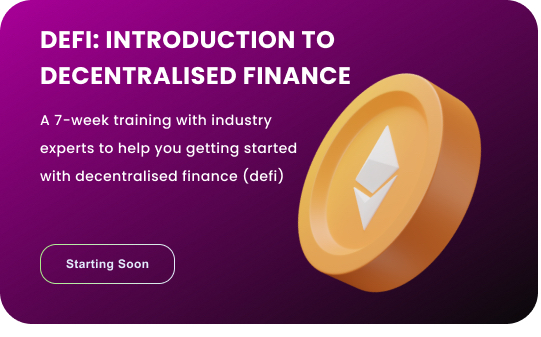 DEFI: INTRODUCTION TO
DECENTRALISED FINANCE
A 7-week training with industry
experts to help you getting started
with decentralised finance (defi)
Starting Soon